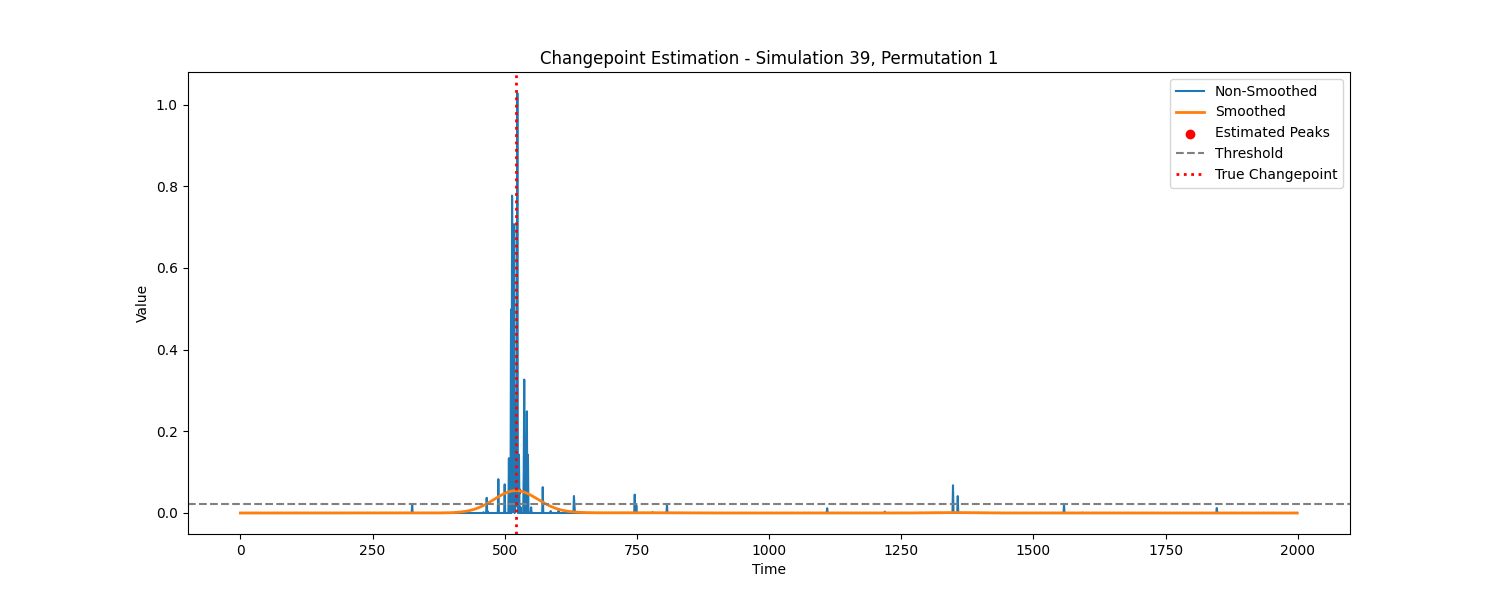 Changepoint Estimation - Simulation 39, Permutation 1
Non-Smoothed
Smoothed
Estimated Peaks
Threshold
True Changepoint
1.0
0.8
0.6
0.4
0.2
0.0
Value
0
250
500
750
1000
1250
1500
1750
2000
Time